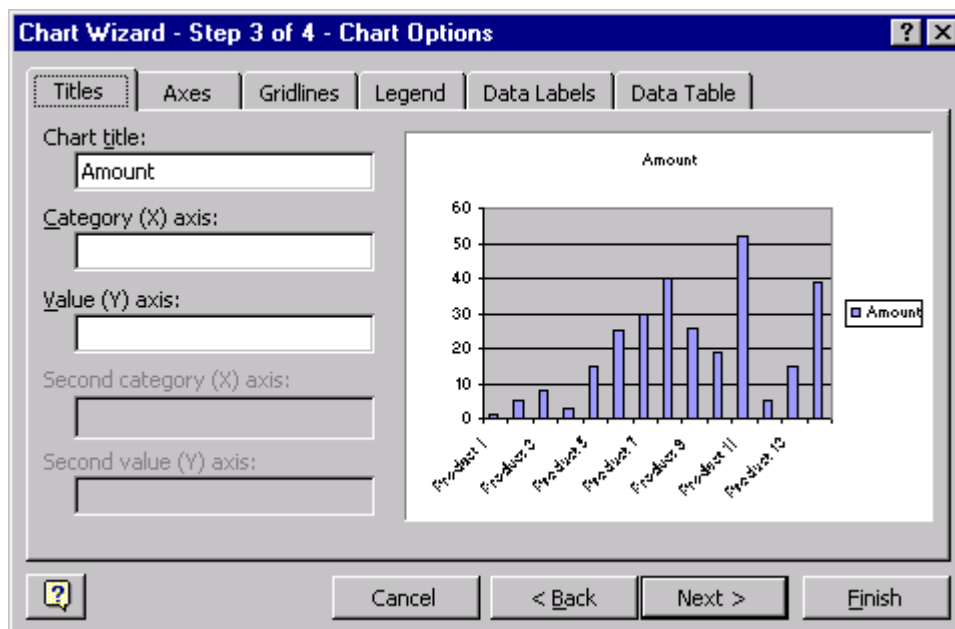 Chart Wizard - Step 3 of 4 - Chart Options
Titles Axes Gridlines Legend Data Labels Data Table
Chart title:
Amount
Category (X) axis:
Value (Y) axis:
Second category (X) axis:
Second value (Y) axis:
Amount
60
50
40
30
20
10
0
Product 1 Product 3 Product 5 Product 7 Product 9 Product 11 Product 13
Amount
Cancel < Back Next > Finish